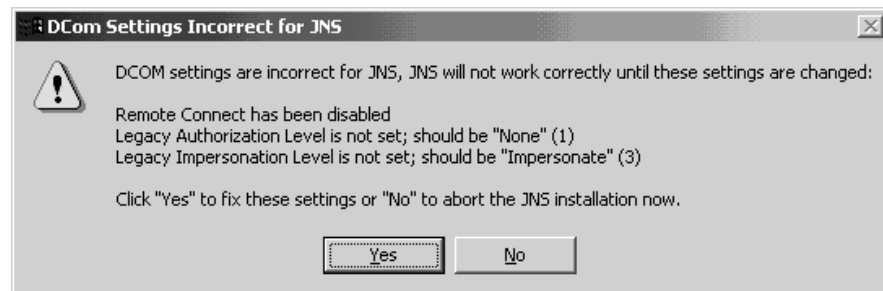 DCom Settings Incorrect for JNS
DCOM settings are incorrect for JNS, JNS will not work correctly until these settings are changed:
Remote Connect has been disabled
Legacy Authorization Level is not set; should be "None" (1)
Legacy Impersonation Level is not set; should be "Impersonate" (3)
Click "Yes" to fix these settings or "No" to abort the JNS installation now.
Yes
No